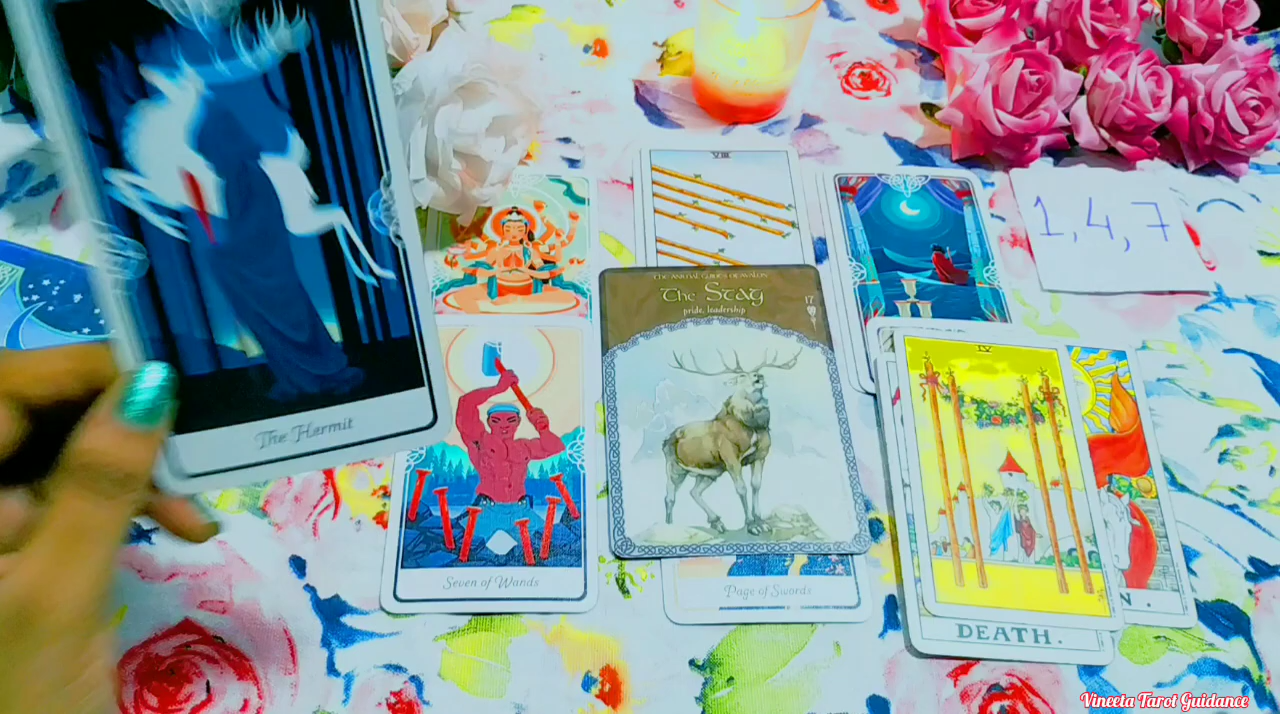 VIII
THE ANIMAL GUIDES OF AVALON
The Stag
pride, leadership
17
1,4,7
IV
The Hermit
Seven of Wands
Page of Swords
N.
DEATH.
Vineeta Tarot Guidance